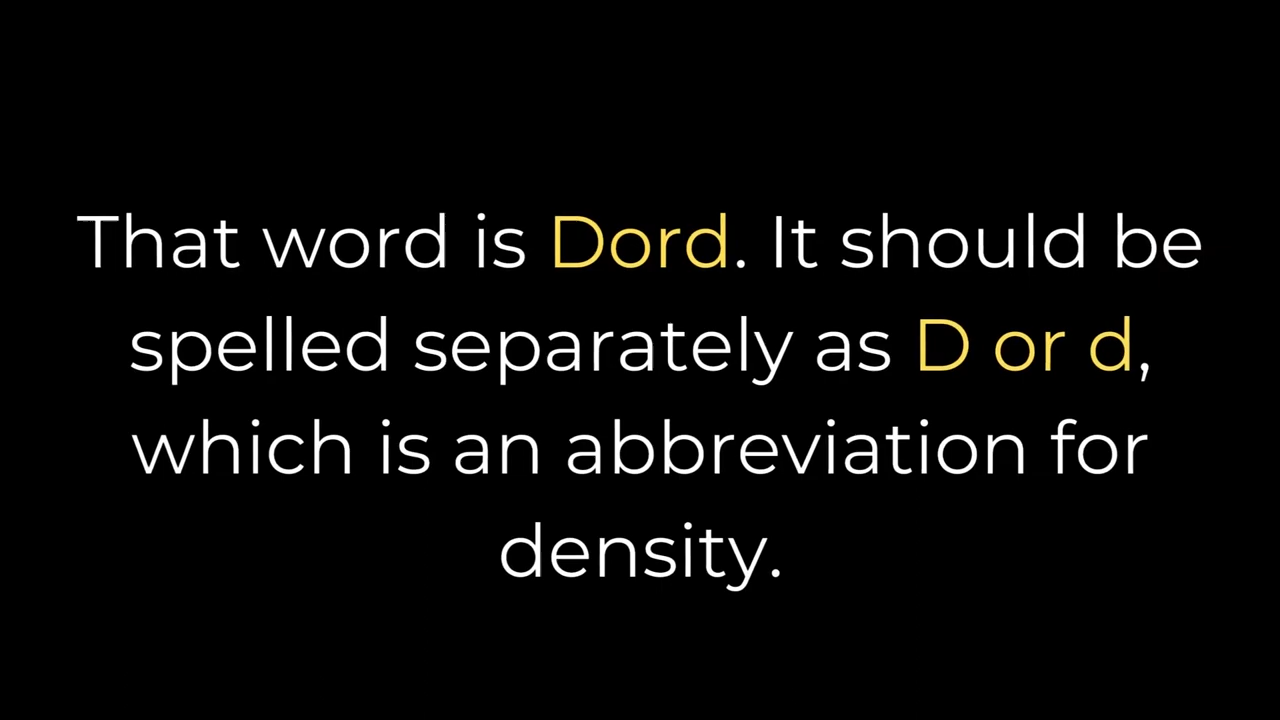 That word is Dord. It should be
spelled separately as D or d,
which is an abbreviation for
density.